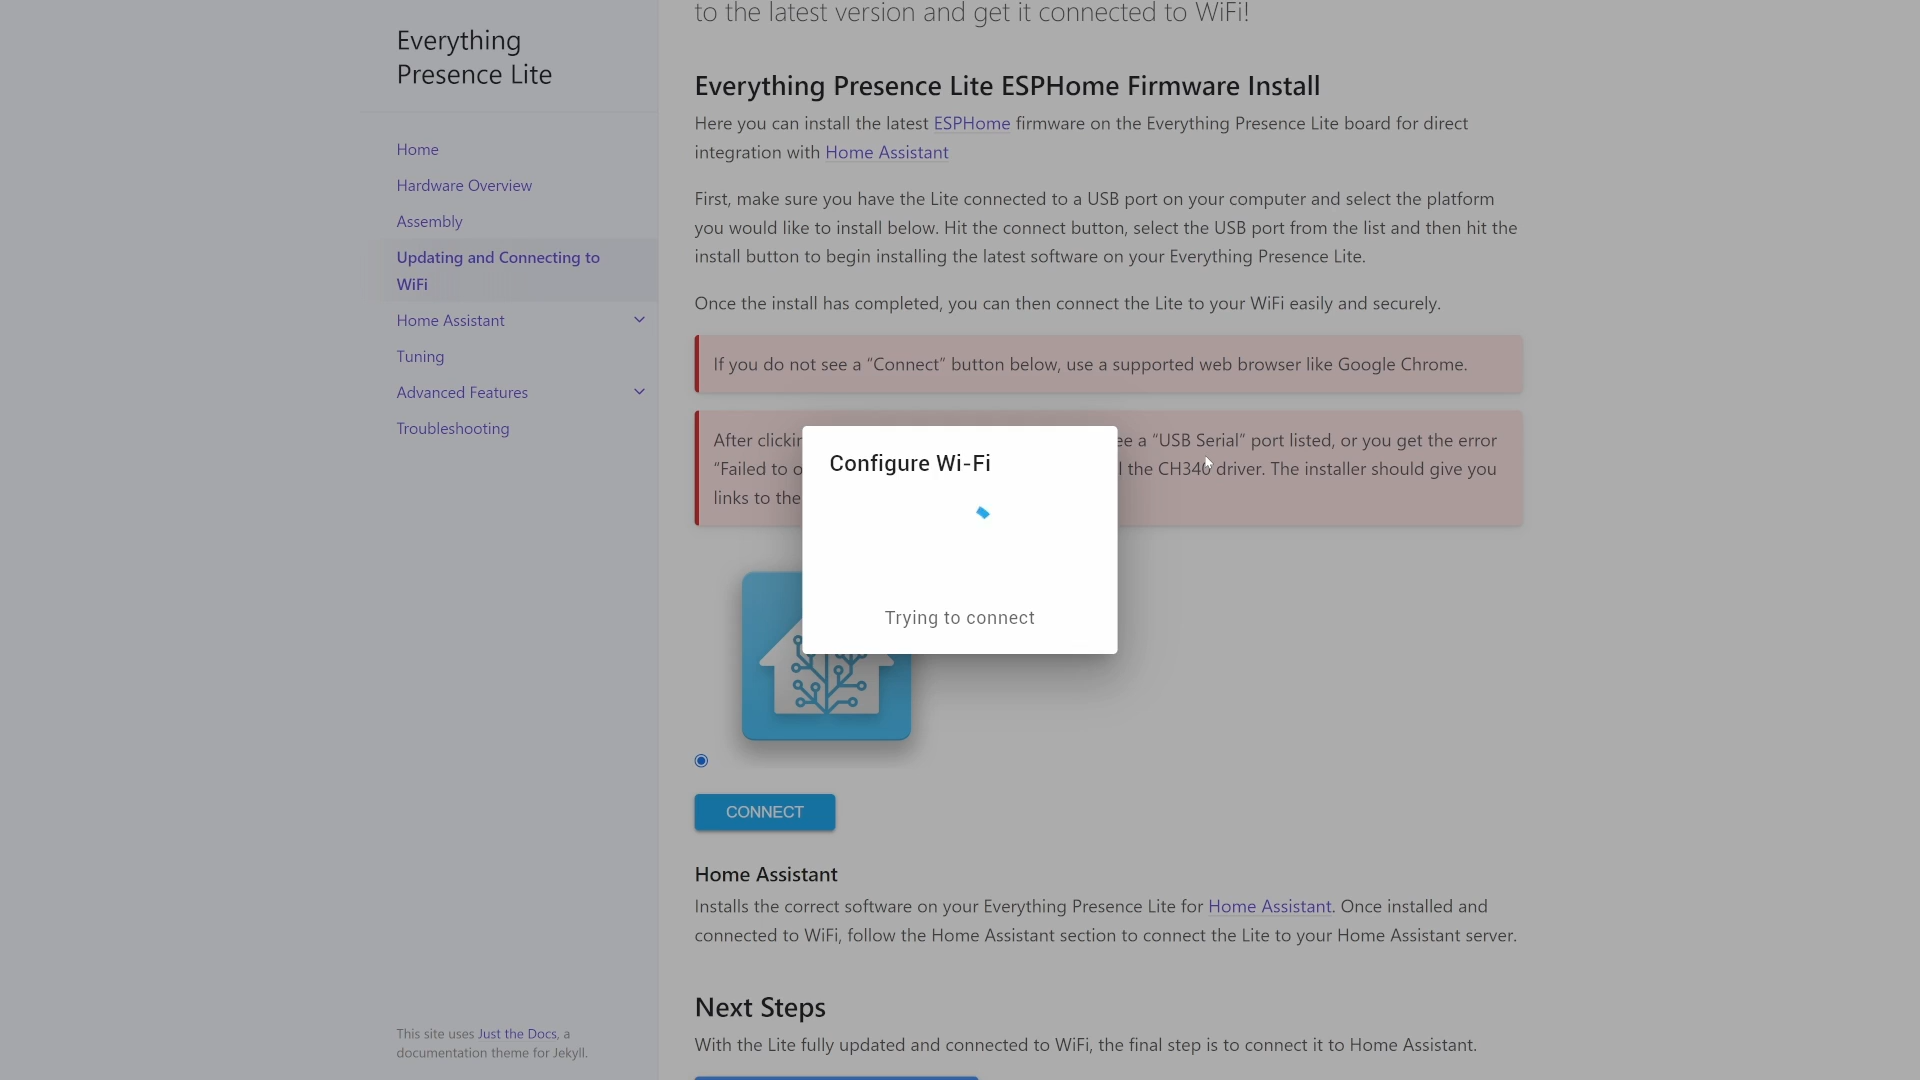 Everything
Presence Lite
Home
Hardware Overview
Assembly
Updating and Connecting to
WiFi
Home Assistant
Tuning
Advanced Features
Troubleshooting
This site uses Just the Docs, a
documentation theme for Jekyll.
to the latest version and get it connected to WiFi!
Everything Presence Lite ESPHome Firmware Install
Here you can install the latest ESPHome firmware on the Everything Presence Lite board for direct
integration with Home Assistant
First, make sure you have the Lite connected to a USB port on your computer and select the platform
you would like to install below. Hit the connect button, select the USB port from the list and then hit the
install button to begin installing the latest software on your Everything Presence Lite.
Once the install has completed, you can then connect the Lite to your WiFi easily and securely.
If you do not see a “Connect” button below, use a supported web browser like Google Chrome.
After see a “USB Serial” port listed, or you get the error
“Failed to the CH340 driver. The installer should give you
links to the
Configure Wi-Fi
Trying to connect
CONNECT
Home Assistant
Installs the correct software on your Everything Presence Lite for Home Assistant. Once installed and
connected to WiFi, follow the Home Assistant section to connect the Lite to your Home Assistant server.
Next Steps
With the Lite fully updated and connected to WiFi, the final step is to connect it to Home Assistant.